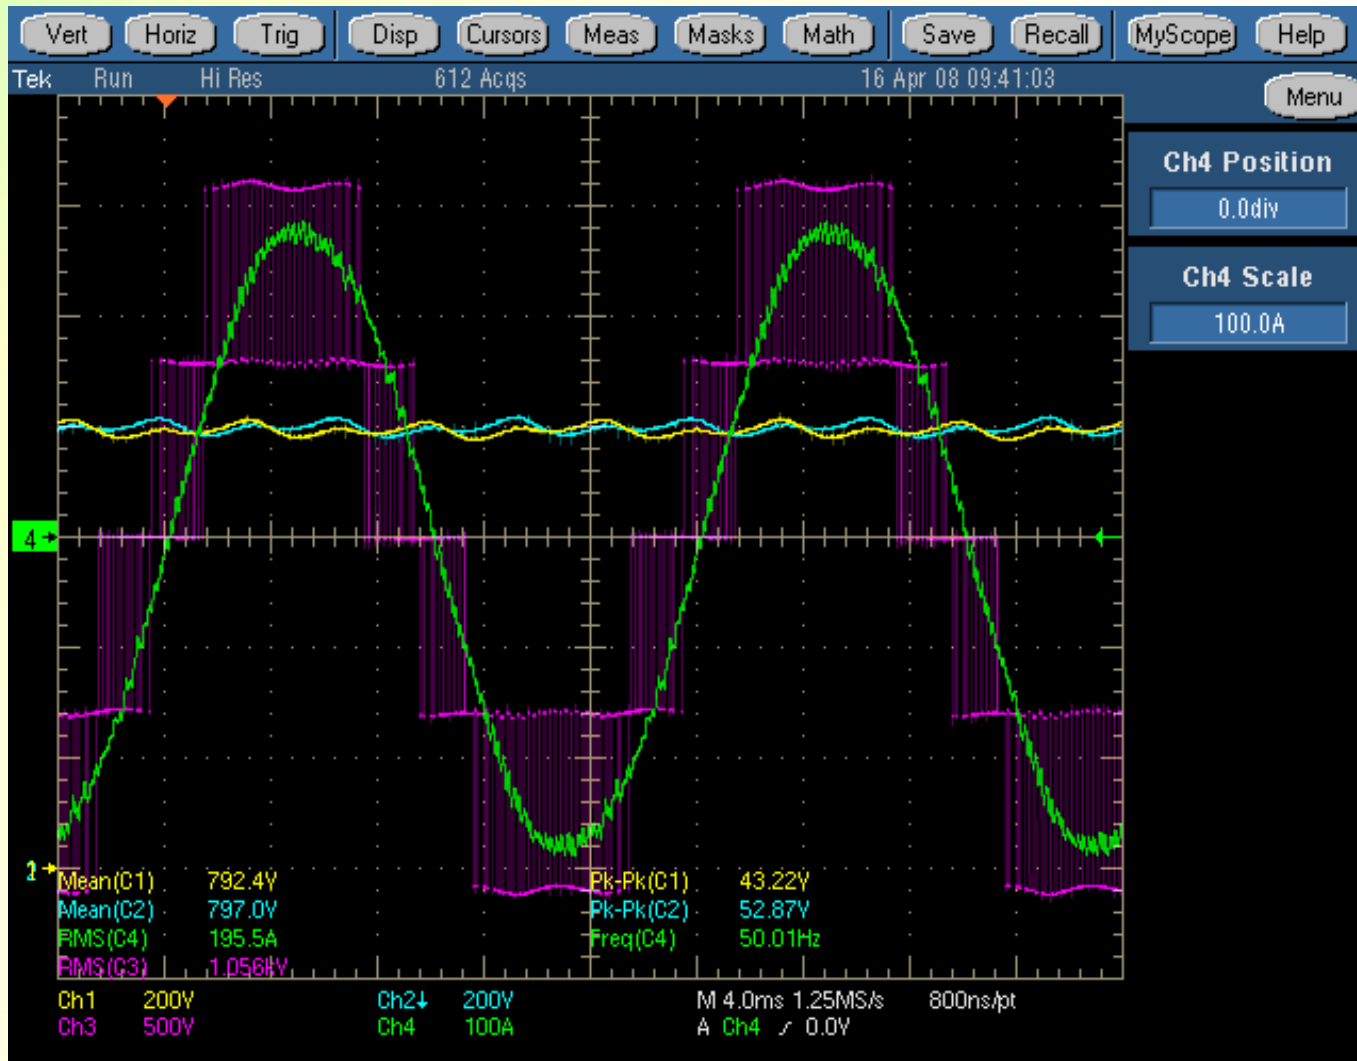 Vert Horiz Trig Disp Cursors Meas Masks Math Save Recall MyScope Help
Tek Run Hi Res 612 Acqs 16 Apr 08 09:41:03
Menu
Ch4 Position
0.0div
Ch4 Scale
100.0A
4
Mean(C1) 792.4V Pk-Pk(C1) 43.22V
Mean(C2) 797.0V Pk-Pk(C2) 52.87V
RMS(C4) 195.5A Freq(C4) 50.01Hz
RMS(C3) 1.056kV
Ch1 200V Ch2↓ 200V M 4.0ms 1.25MS/s 800ns/pt
Ch3 500V Ch4 100A A Ch4 ∕ 0.0V